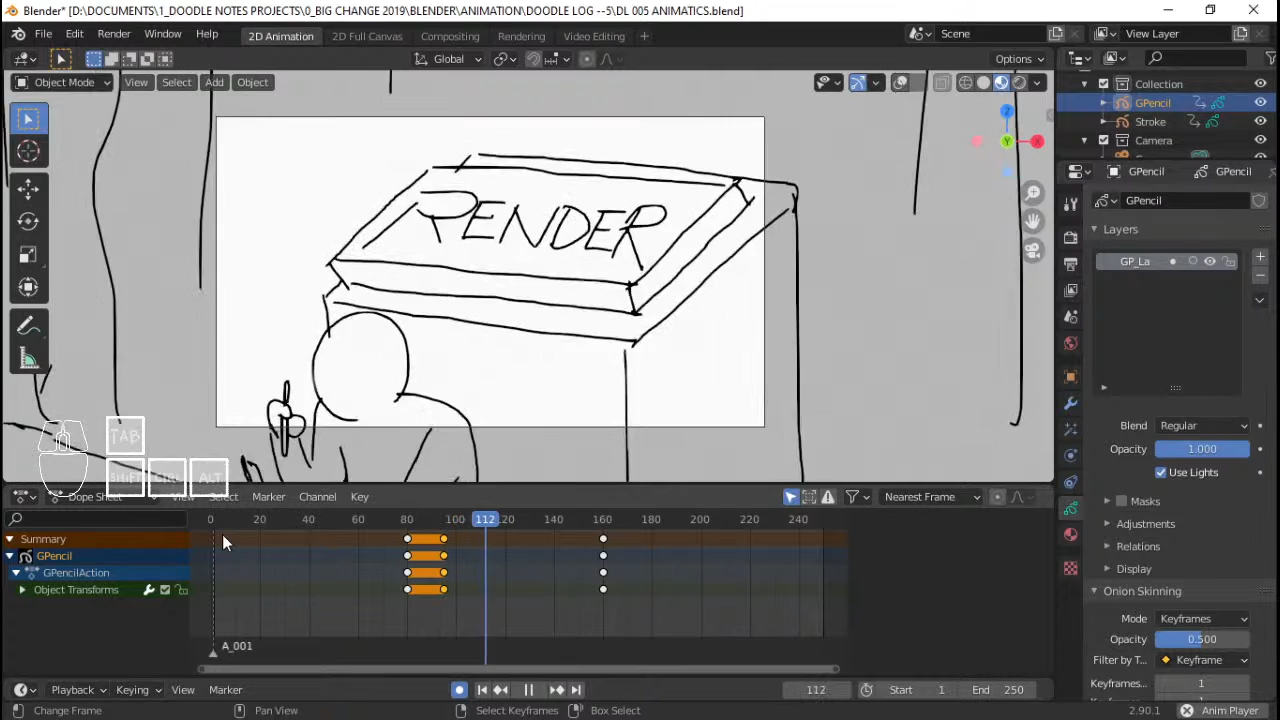 Blender* [D:\DOCUMENTS\1_DOODLE NOTES PROJECTS\0_BIG CHANGE 2019\BLENDER\ANIMATION\DOODLE LOG --5\DL 005 ANIMATICS.blend]
File Edit Render Window Help 2D Animation 2D Full Canvas Compositing Rendering Video Editing + Scene View Layer
Global Options
Object Mode View Select Add Object
Collection
GPencil
Stroke
Camera
Z
Y
X
RENDER
GPencil GPencil
GPencil
Layers
GP_La
Blend Regular
Opacity 1.000
Use Lights
Masks
Adjustments
Relations
Display
Onion Skinning
Mode Keyframes
Opacity 0.500
Filter by T... Keyframe
Keyframes... 1
TAB
SHIFT CTRL ALT
Dope Sheet View Select Marker Channel Key Nearest Frame
0 20 40 60 80 100 112 120 140 160 180 200 220 240
Summary
GPencil
GPencilAction
Object Transforms
A_001
Playback Keying View Marker 112 Start 1 End 250
Change Frame Pan View Select Keyframes Box Select 2.90.1 Anim Player